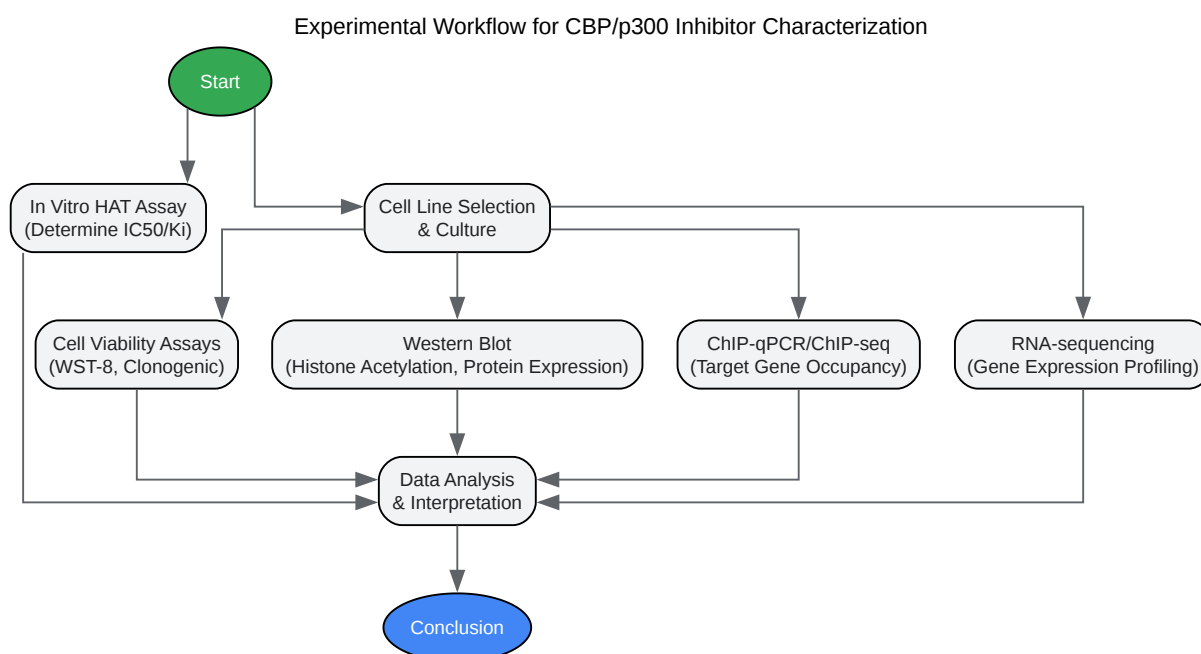 Experimental Workflow for CBP/p300 Inhibitor Characterization
Start
In Vitro HAT Assay
(Determine IC50/Ki)
Cell Line Selection
& Culture
Cell Viability Assays
(WST-8, Clonogenic)
Western Blot
(Histone Acetylation, Protein Expression)
ChIP-qPCR/ChIP-seq
(Target Gene Occupancy)
RNA-sequencing
(Gene Expression Profiling)
Data Analysis
& Interpretation
Conclusion